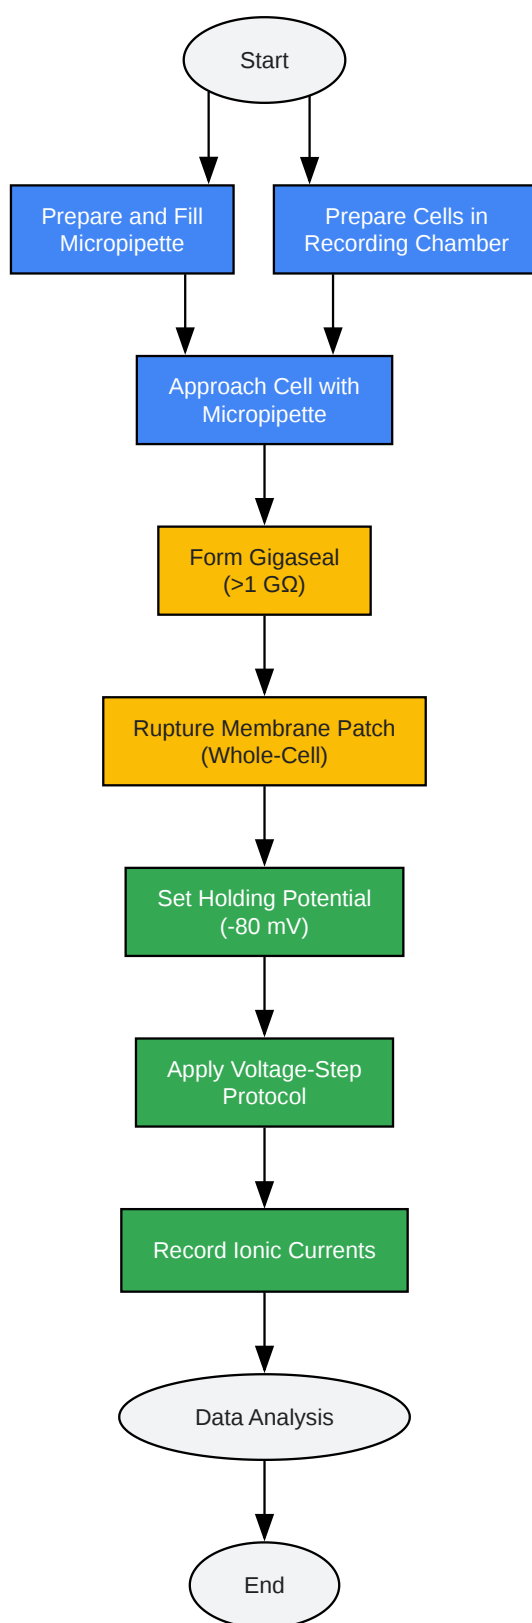 Start
Prepare and Fill
Micropipette
Prepare Cells in
Recording Chamber
Approach Cell with
Micropipette
Form Gigaseal
(>1 GΩ)
Rupture Membrane Patch
(Whole-Cell)
Set Holding Potential
(-80 mV)
Apply Voltage-Step
Protocol
Record Ionic Currents
Data Analysis
End